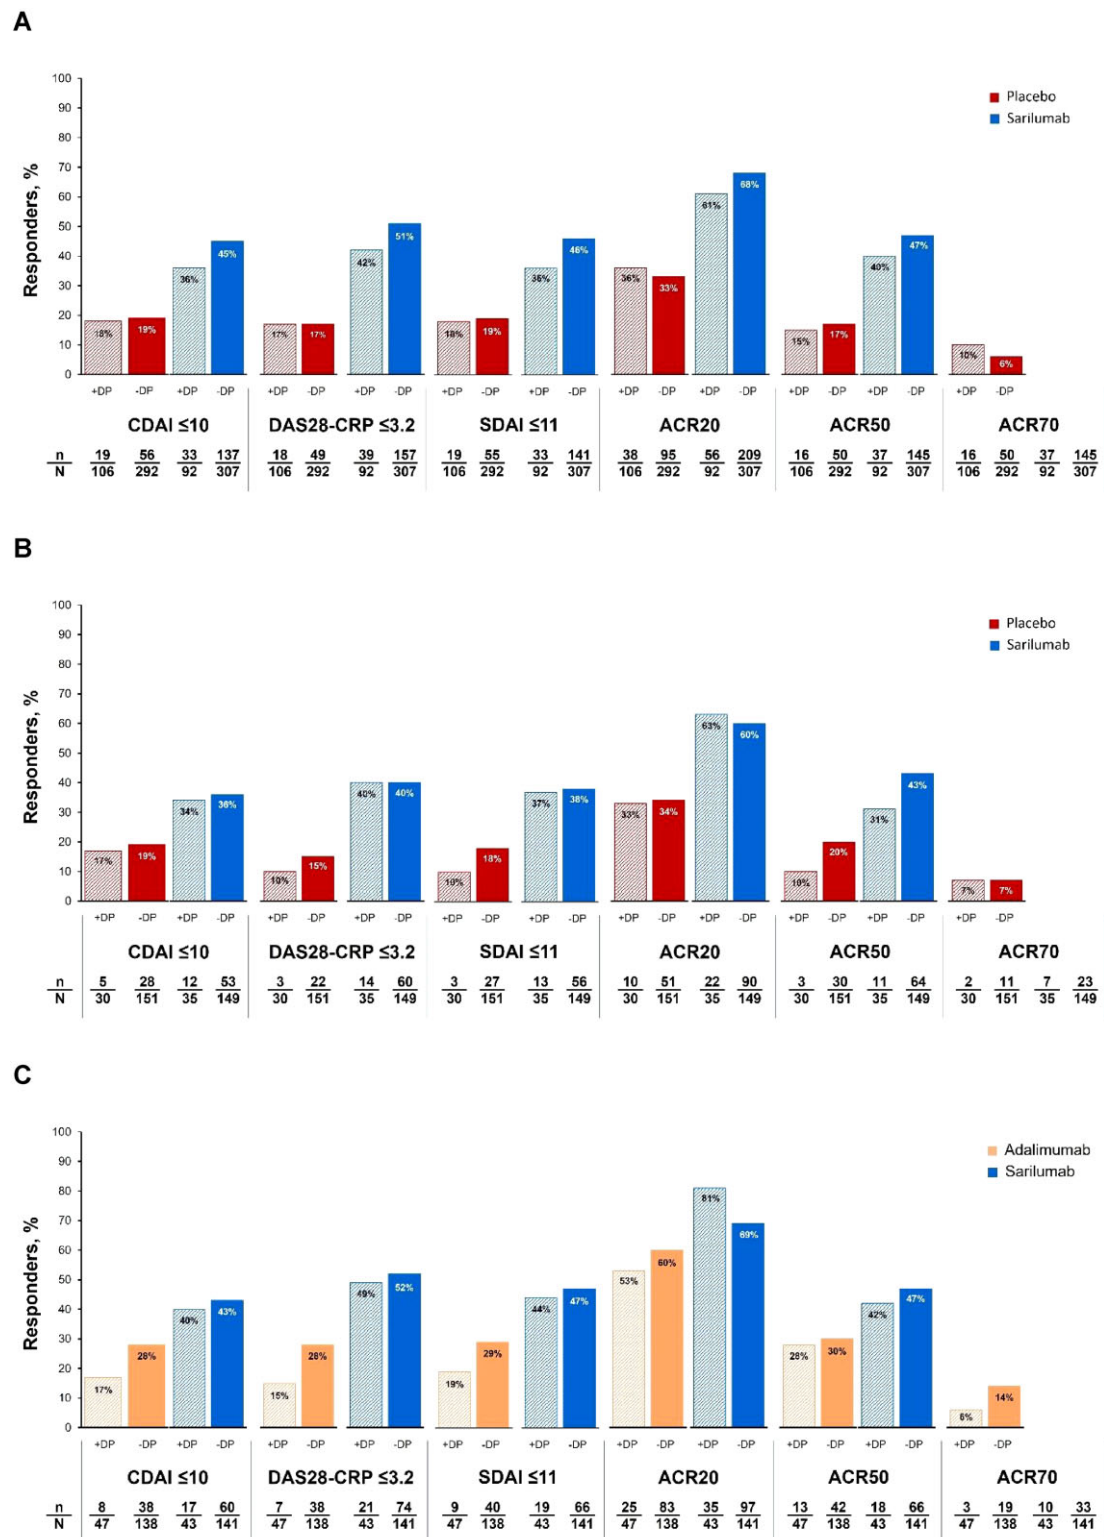 A
100
90
80
70
60
50
40
30
20
10
0
Responders, %
Placebo
Sarilumab
18% 19% 36% 45% 17% 17% 42% 51% 18% 19% 36% 46% 36% 33% 61% 68% 15% 17% 40% 47% 10% 6%
+DP -DP +DP -DP +DP -DP +DP -DP +DP -DP +DP -DP +DP -DP +DP -DP +DP -DP +DP -DP +DP -DP
CDAI ≤10 DAS28-CRP ≤3.2 SDAI ≤11 ACR20 ACR50 ACR70
n 19 56 33 137 18 49 39 157 19 55 33 141 38 95 56 209 16 50 37 145 16 50 37 145
N 106 292 92 307 106 292 92 307 106 292 92 307 106 292 92 307 106 292 92 307 106 292 92 307
B
100
90
80
70
60
50
40
30
20
10
0
Responders, %
Placebo
Sarilumab
17% 19% 34% 36% 10% 15% 40% 40% 10% 18% 37% 38% 33% 34% 63% 60% 10% 20% 31% 43% 7% 7%
+DP -DP +DP -DP +DP -DP +DP -DP +DP -DP +DP -DP +DP -DP +DP -DP +DP -DP +DP -DP +DP -DP
CDAI ≤10 DAS28-CRP ≤3.2 SDAI ≤11 ACR20 ACR50 ACR70
n 5 28 12 53 3 22 14 60 3 27 13 56 10 51 22 90 3 30 11 64 2 11 7 23
N 30 151 35 149 30 151 35 149 30 151 35 149 30 151 35 149 30 151 35 149 30 151 35 149
C
100
90
80
70
60
50
40
30
20
10
0
Responders, %
Adalimumab
Sarilumab
17% 28% 40% 43% 15% 28% 49% 52% 19% 29% 44% 47% 53% 60% 81% 69% 28% 30% 42% 47% 6% 14%
+DP -DP +DP -DP +DP -DP +DP -DP +DP -DP +DP -DP +DP -DP +DP -DP +DP -DP +DP -DP +DP -DP
CDAI ≤10 DAS28-CRP ≤3.2 SDAI ≤11 ACR20 ACR50 ACR70
n 8 38 17 60 7 38 21 74 9 40 19 66 25 83 35 97 13 42 18 66 3 19 10 33
N 47 138 43 141 47 138 43 141 47 138 43 141 47 138 43 141 47 138 43 141 47 138 43 141